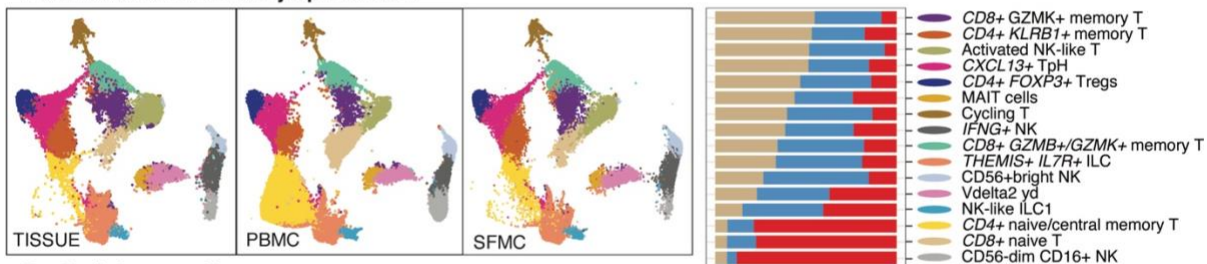 TISSUE
PBMC
SFMC
CD8+ GZMK+ memory T
CD4+ KLRB1+ memory T
Activated NK-like T
CXCL13+ TpH
CD4+ FOXP3+ Tregs
MAIT cells
Cycling T
IFNG+ NK
CD8+ GZMB+/GZMK+ memory T
THEMIS+ IL7R+ ILC
CD56+bright NK
Vdelta2 yd
NK-like ILC1
CD4+ naive/central memory T
CD8+ naive T
CD56-dim CD16+ NK